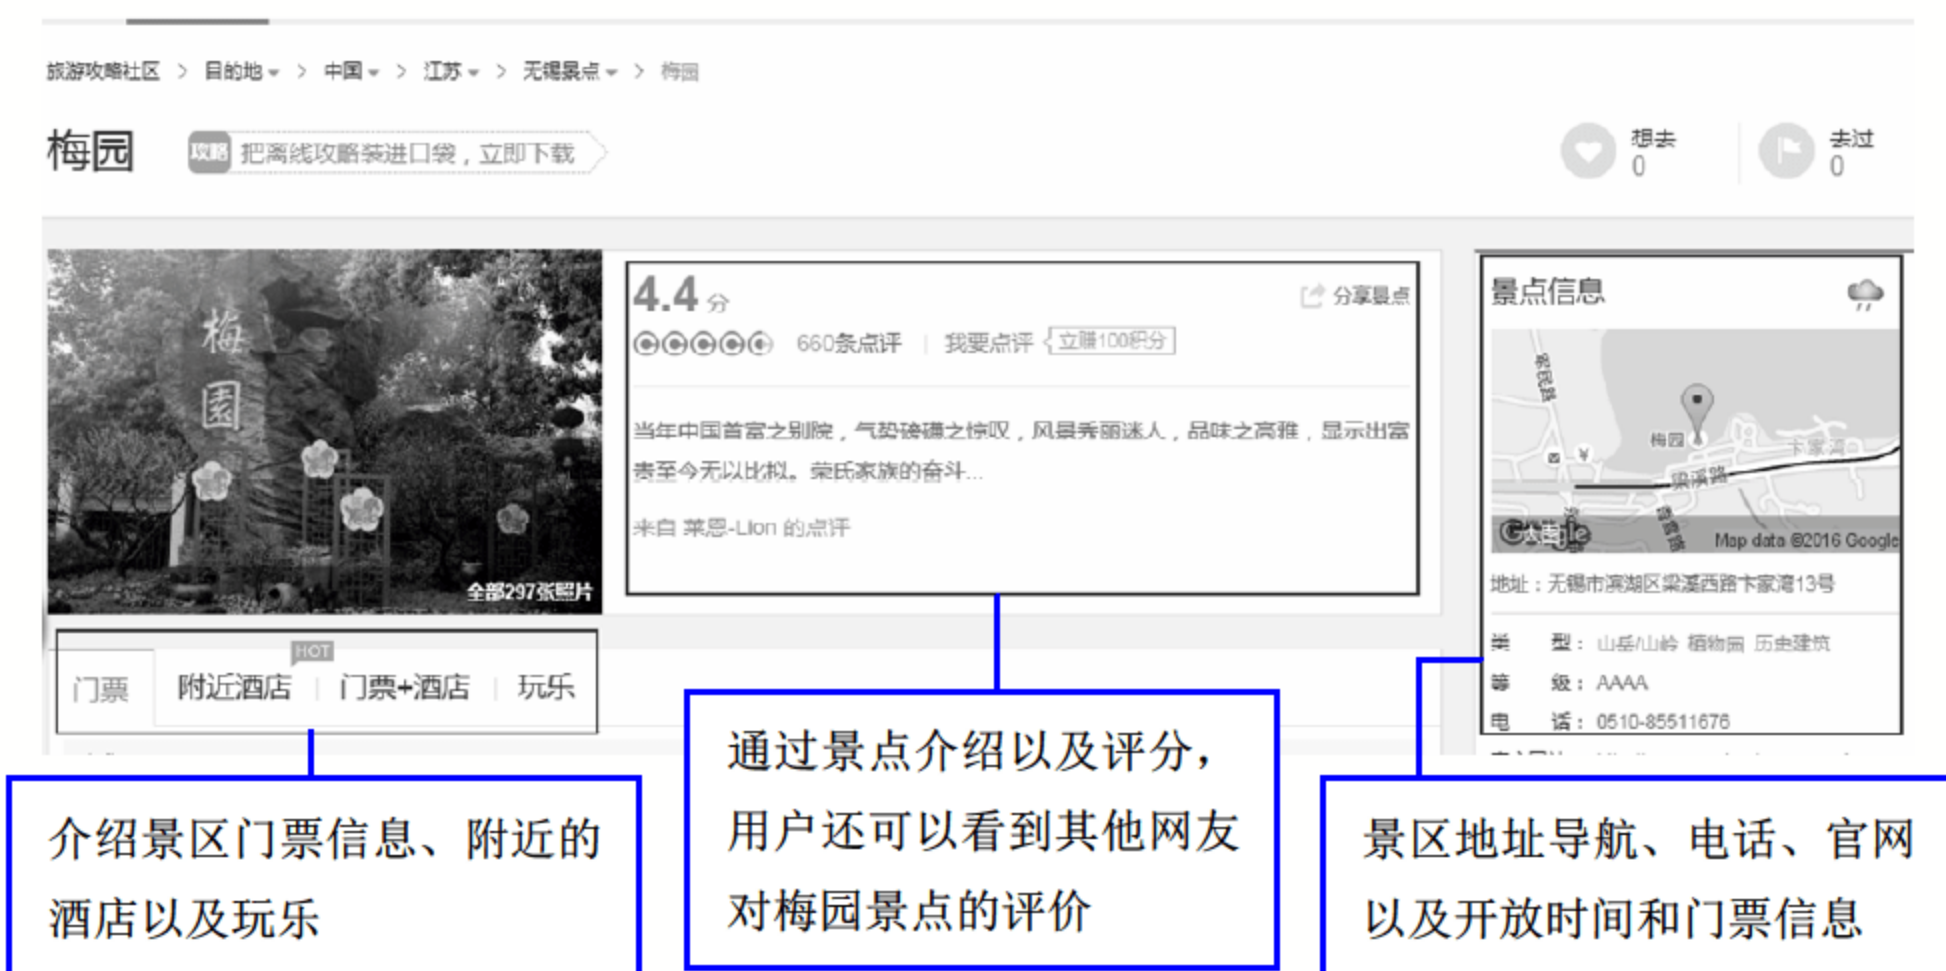 旅游攻略社区 > 目的地 > 中国 > 江苏 > 无锡景点 > 梅园
梅园
攻略 把离线攻略装进口袋，立即下载
想去
0
去过
0
梅園
全部297张照片
4.4分
分享景点
660条点评 | 我要点评 立赚100积分
当年中国首富之别院，气势磅礴之惊叹，风景秀丽迷人，品味之高雅，显示出富
贵至今无以比拟。荣氏家族的奋斗...
来自 莱恩-Lion 的点评
景点信息
梅园
卞家湾
梁溪路
Map data ©2016 Google
地址：无锡市滨湖区梁溪西路卞家湾13号
类 型：山岳/山岭 植物园 历史建筑
等 级：AAAA
电 话：0510-85511676
HOT
门票 附近酒店 | 门票+酒店 | 玩乐
介绍景区门票信息、附近的
酒店以及玩乐
通过景点介绍以及评分，
用户还可以看到其他网友
对梅园景点的评价
景区地址导航、电话、官网
以及开放时间和门票信息